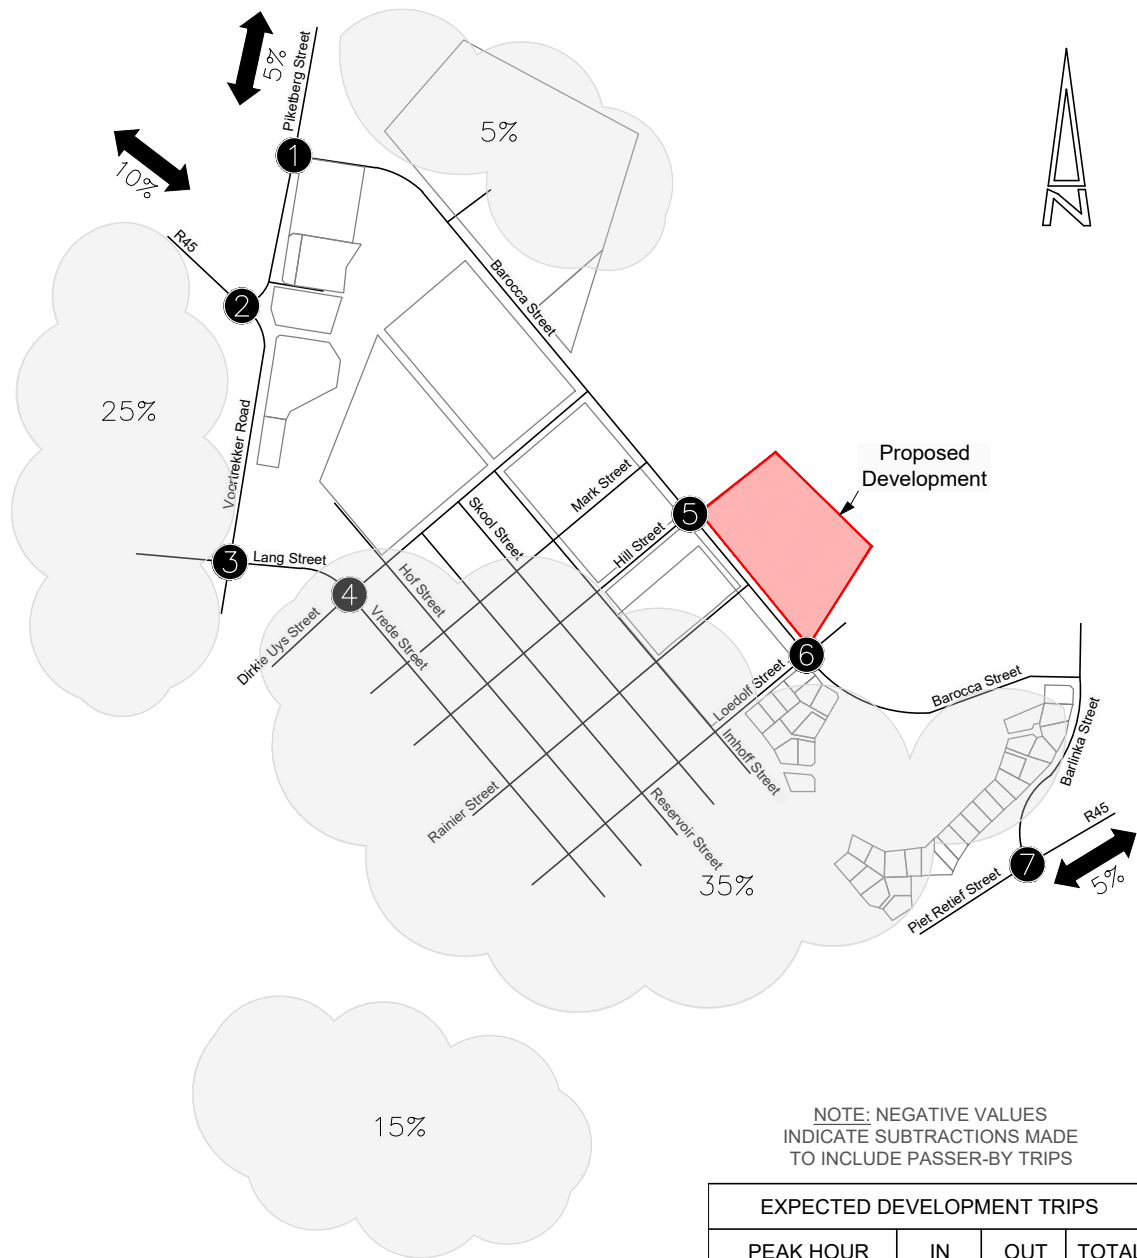 Piketberg Street
5%
10%
1
5%
R45
2
Barocca Street
25%
Voortrekker Road
Proposed
Development
Mark Street
Skool Street
Hill Street
5
3
Lang Street
4
Hof Street
Vrede Street
Dirkie Uys Street
6
Loedolf Street
Barocca Street
Imhoff Street
Barlinka Street
Rainier Street
Reservoir Street
35%
R45
7
5%
Piet Retief Street
N
15%
NOTE: NEGATIVE VALUES
INDICATE SUBTRACTIONS MADE
TO INCLUDE PASSER-BY TRIPS
EXPECTED DEVELOPMENT TRIPS
PEAK HOUR IN OUT TOTAL